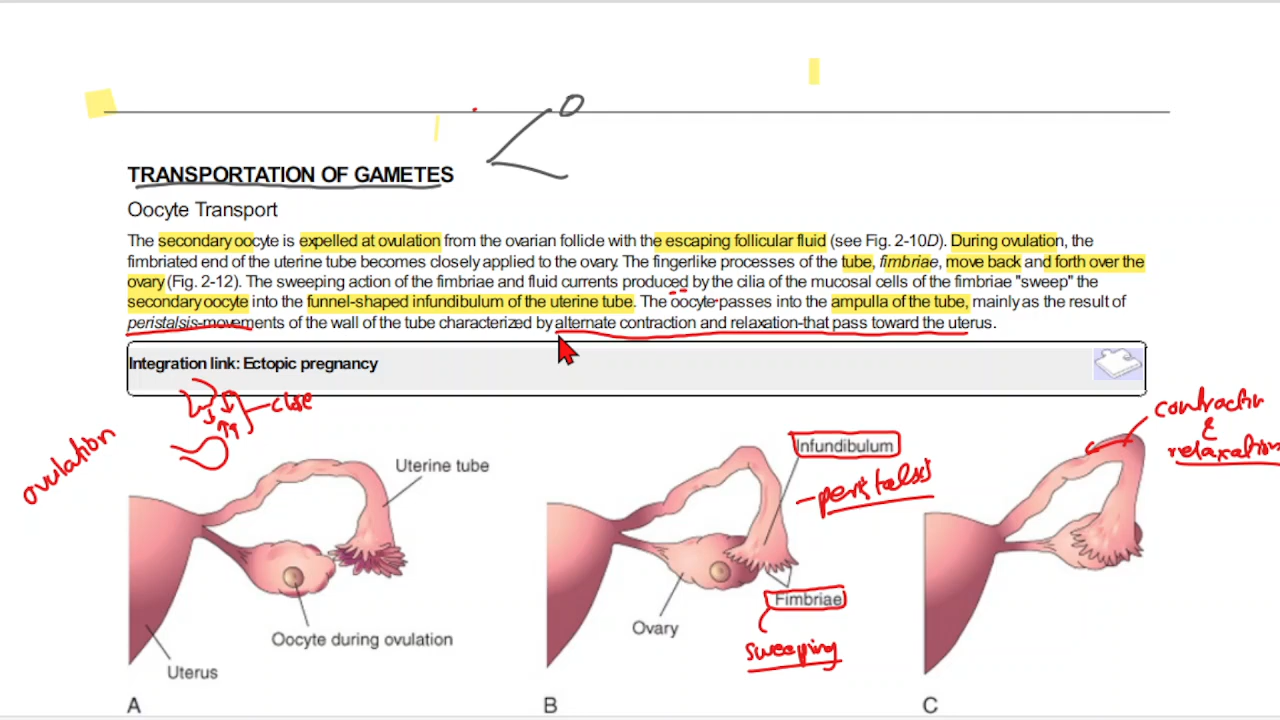 TRANSPORTATION OF GAMETES
Oocyte Transport
The secondary oocyte is expelled at ovulation from the ovarian follicle with the escaping follicular fluid (see Fig. 2-10D). During ovulation, the
fimbriated end of the uterine tube becomes closely applied to the ovary. The fingerlike processes of the tube, fimbriae, move back and forth over the
ovary (Fig. 2-12). The sweeping action of the fimbriae and fluid currents produced by the cilia of the mucosal cells of the fimbriae "sweep" the
secondary oocyte into the funnel-shaped infundibulum of the uterine tube. The oocyte passes into the ampulla of the tube, mainly as the result of
peristalsis-movements of the wall of the tube characterized by alternate contraction and relaxation-that pass toward the uterus.
Integration link: Ectopic pregnancy
close
ovulation
contraction
&
relaxation
Uterine tube
Infundibulum
- peristalsis
Fimbriae
Ovary
sweeping
Oocyte during ovulation
Uterus
A
B
C